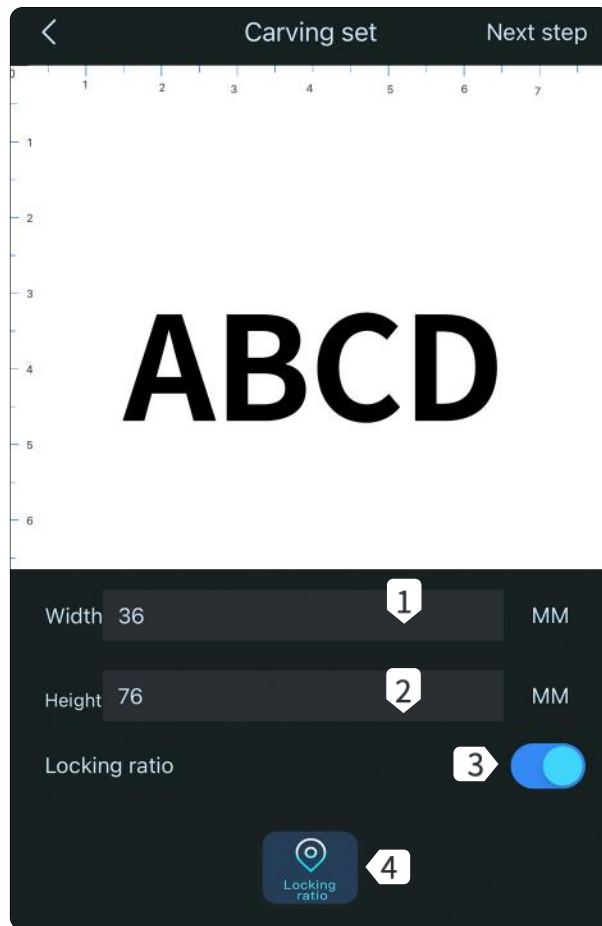 Carving set Next step
0 1 2 3 4 5 6 7
1
2
3
ABCD
4
5
6
Width 36 1 MM
Height 76 2 MM
Locking ratio 3
4
Locking
ratio